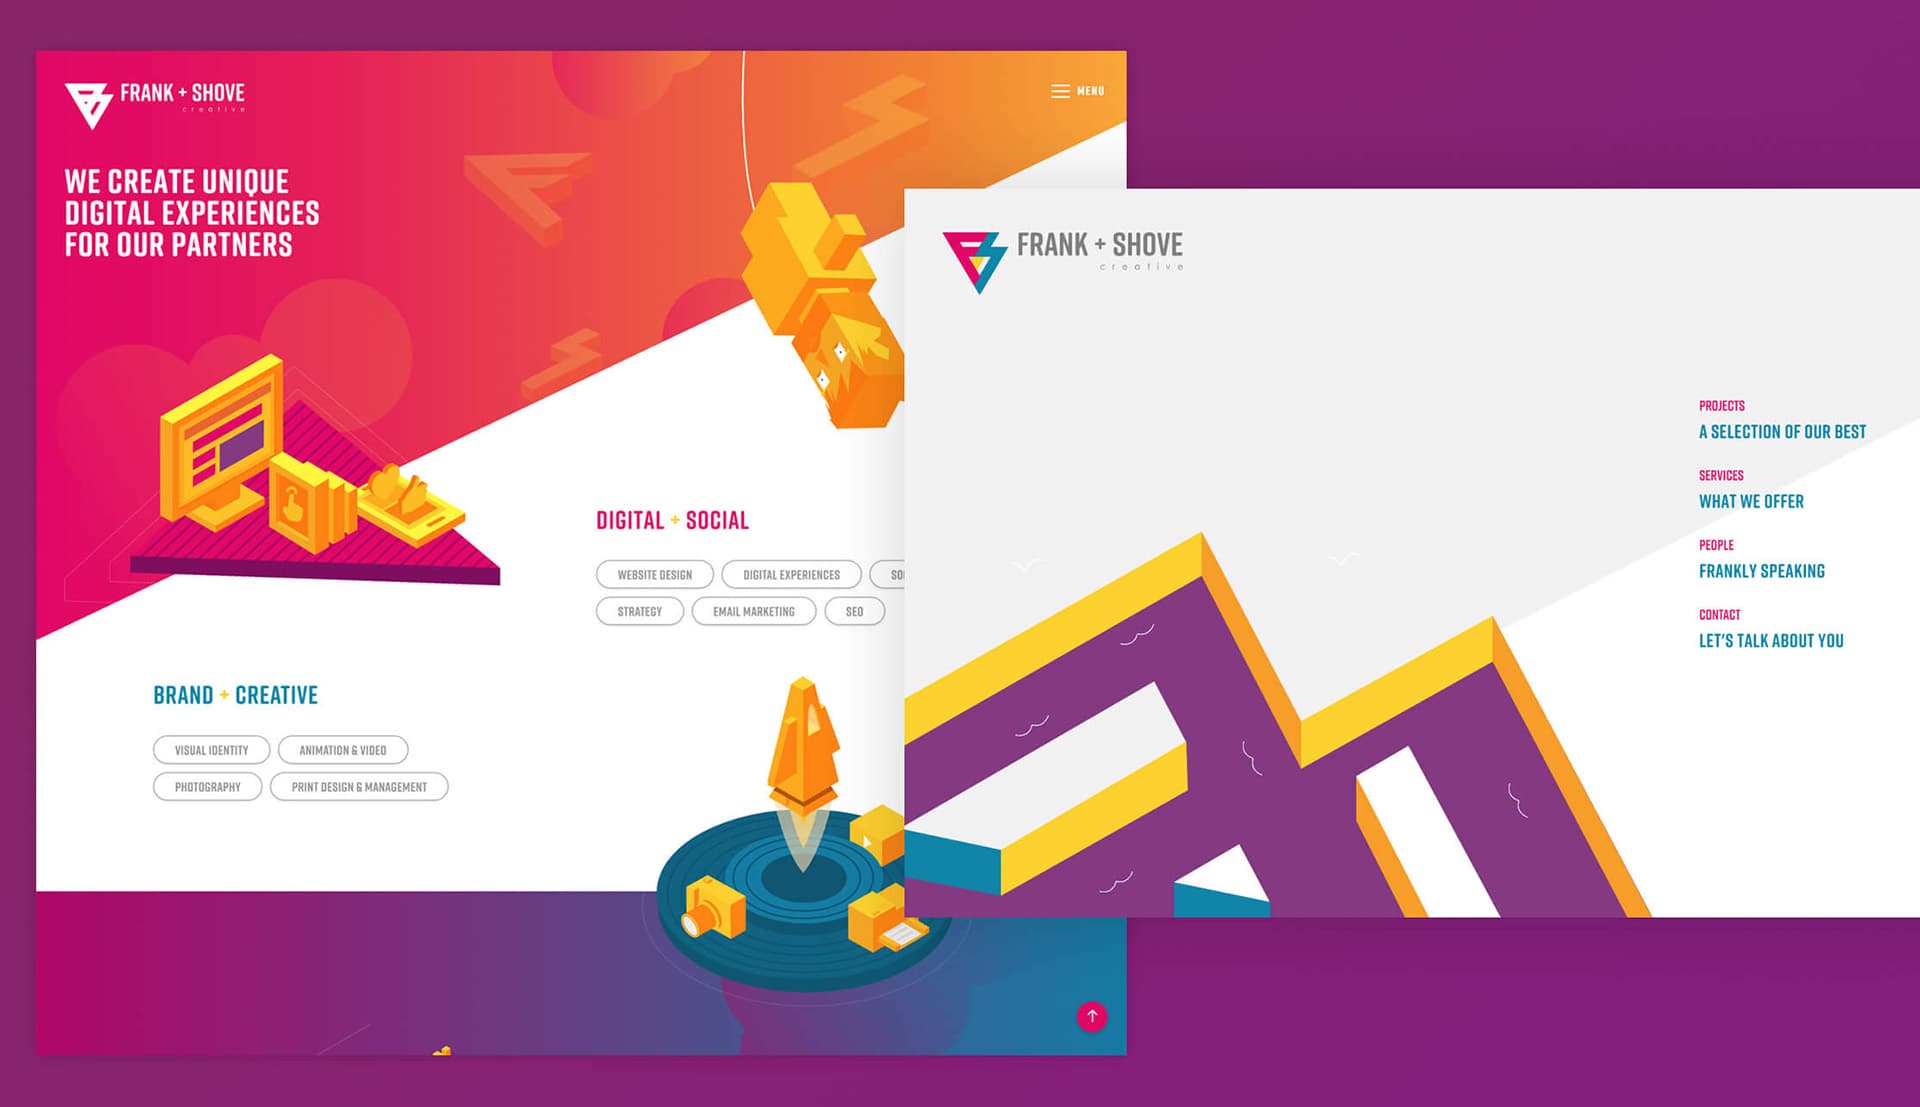 FRANK + SHOVE
creative
MENU
WE CREATE UNIQUE
DIGITAL EXPERIENCES
FOR OUR PARTNERS
DIGITAL + SOCIAL
WEBSITE DESIGN
DIGITAL EXPERIENCES
STRATEGY
EMAIL MARKETING
SEO
BRAND + CREATIVE
VISUAL IDENTITY
ANIMATION & VIDEO
PHOTOGRAPHY
PRINT DESIGN & MANAGEMENT
FRANK + SHOVE
creative
PROJECTS
A SELECTION OF OUR BEST
SERVICES
WHAT WE OFFER
PEOPLE
FRANKLY SPEAKING
CONTACT
LET'S TALK ABOUT YOU